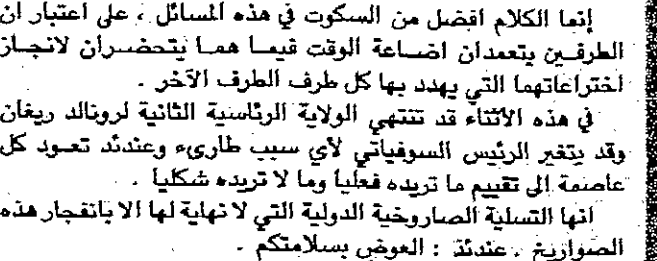 إنما الكلام افضل من السكوت في هذه المسائل ، على اعتبار ان
الطرفين يتعمدان اضاعة الوقت فيما هما يتحضران لانجاز
اختراعاتهما التي يهدد بها كل طرف الطرف الآخر .
في هذه الأثناء قد تنتهي الولاية الرئاسية الثانية لرونالد ريغان
وقد يتغير الرئيس السوفياتي لأي سبب طارىء وعندئذ تعود كل
عاصمة الى تقييم ما تريده فعليا وما لا تريده شكليا .
انها التسلية الصاروخية الدولية التي لا نهاية لها الا بانفجار هذه
الصواريخ . عندئذ : العوض بسلامتكم .